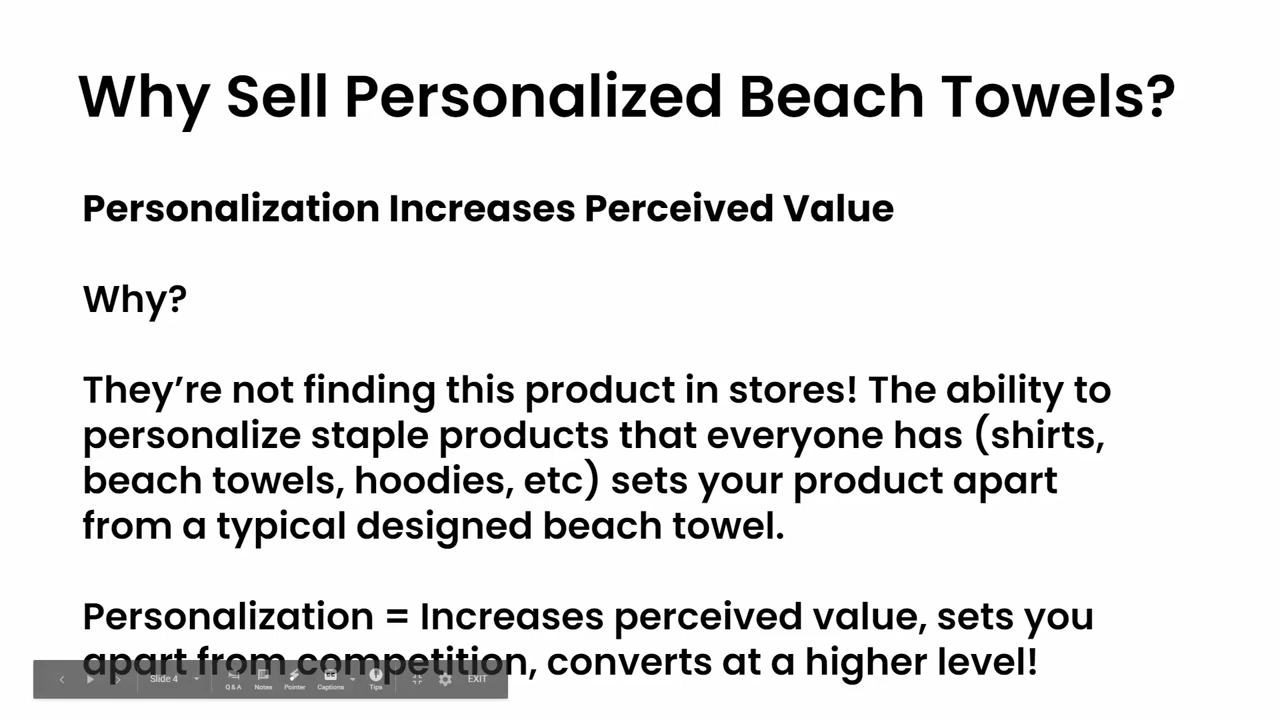 Why Sell Personalized Beach Towels?
Personalization Increases Perceived Value
Why?
They’re not finding this product in stores! The ability to
personalize staple products that everyone has (shirts,
beach towels, hoodies, etc) sets your product apart
from a typical designed beach towel.
Personalization = Increases perceived value, sets you
apart from competition, converts at a higher level!
Slide 4
Q & A
Notes
Pointer
Captions
Tips
EXIT